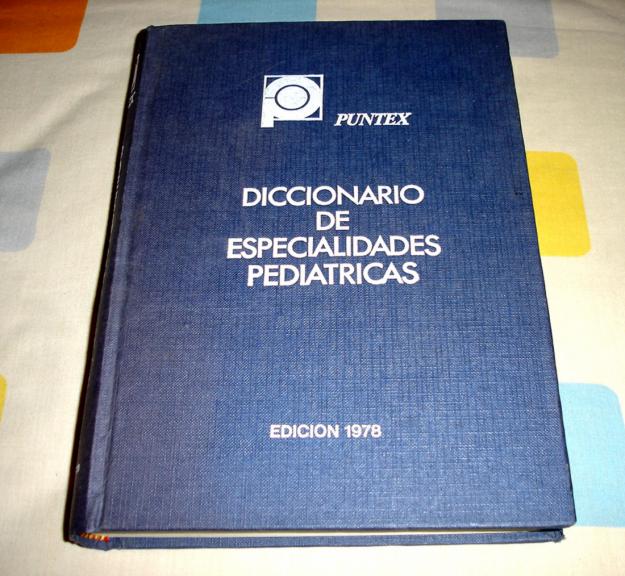 PUNTEX
DICCIONARIO
DE
ESPECIALIDADES
PEDIATRICAS
EDICION 1978